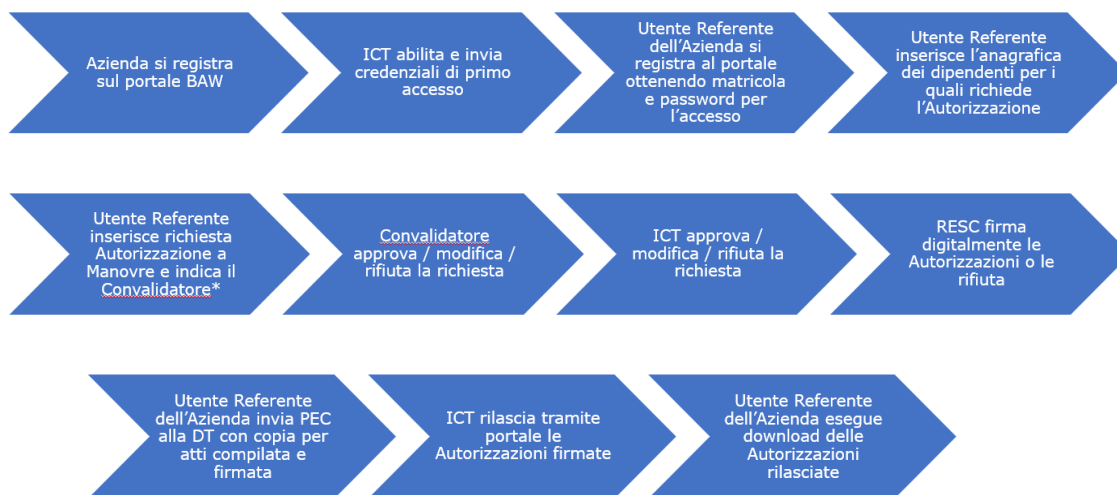 Azienda si registra
sul portale BAW
ICT abilita e invia
credenziali di primo
accesso
Utente Referente
dell’Azienda si
registra al portale
ottenendo matricola
e password per
l’accesso
Utente Referente
inserisce l’anagrafica
dei dipendenti per i
quali richiede
l’Autorizzazione
Utente Referente
inserisce richiesta
Autorizzazione a
Manovre e indica il
Convalidatore*
Convalidatore
approva / modifica /
rifiuta la richiesta
ICT approva /
modifica / rifiuta la
richiesta
RESC firma
digitalmente le
Autorizzazioni o le
rifiuta
Utente Referente
dell’Azienda invia PEC
alla DT con copia per
atti compilata e
firmata
ICT rilascia tramite
portale le
Autorizzazioni firmate
Utente Referente
dell’Azienda esegue
download delle
Autorizzazioni
rilasciate